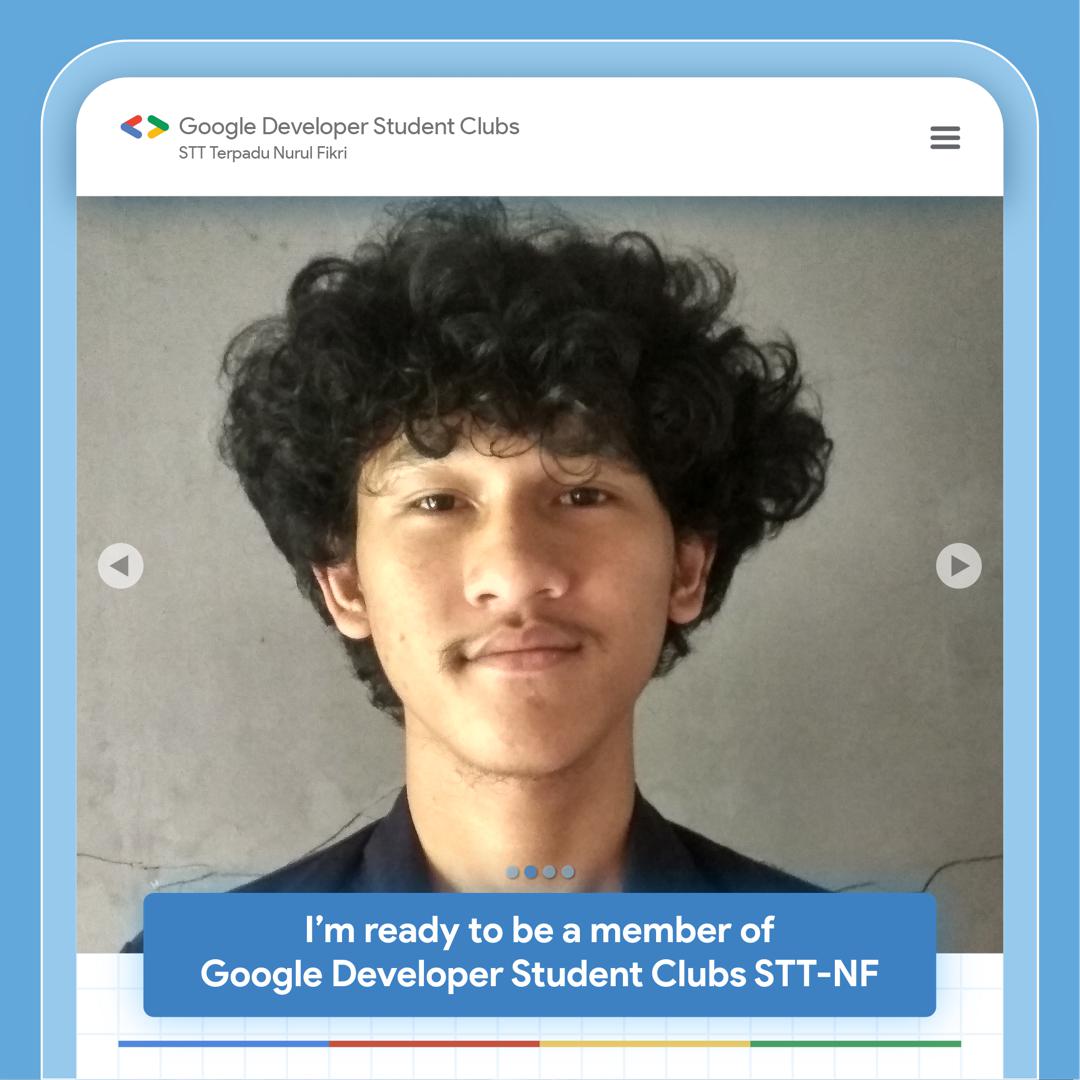 Google Developer Student Clubs
STT Terpadu Nurul Fikri
I'm ready to be a member of
Google Developer Student Clubs STT-NF